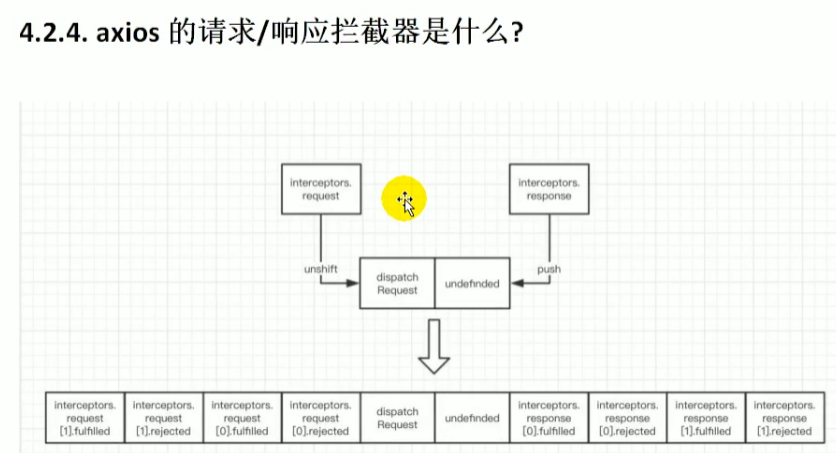 4.2.4. axios 的请求/响应拦截器是什么?
interceptors.
request
interceptors.
response
unshift
push
dispatch
Request
undefinded
interceptors.
request
[1].fulfilled
interceptors.
request
[1].rejected
interceptors.
request
[0].fulfilled
interceptors.
request
[0].rejected
dispatch
Request
undefinded
interceptors.
response
[0].fulfilled
interceptors.
response
[0].rejected
interceptors.
response
[1].fulfilled
interceptors.
response
[1].rejected